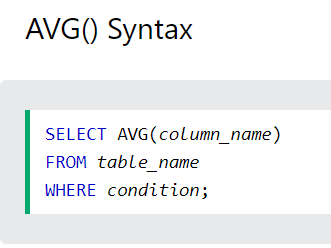 AVG() Syntax
SELECT AVG(column_name)
FROM table_name
WHERE condition;